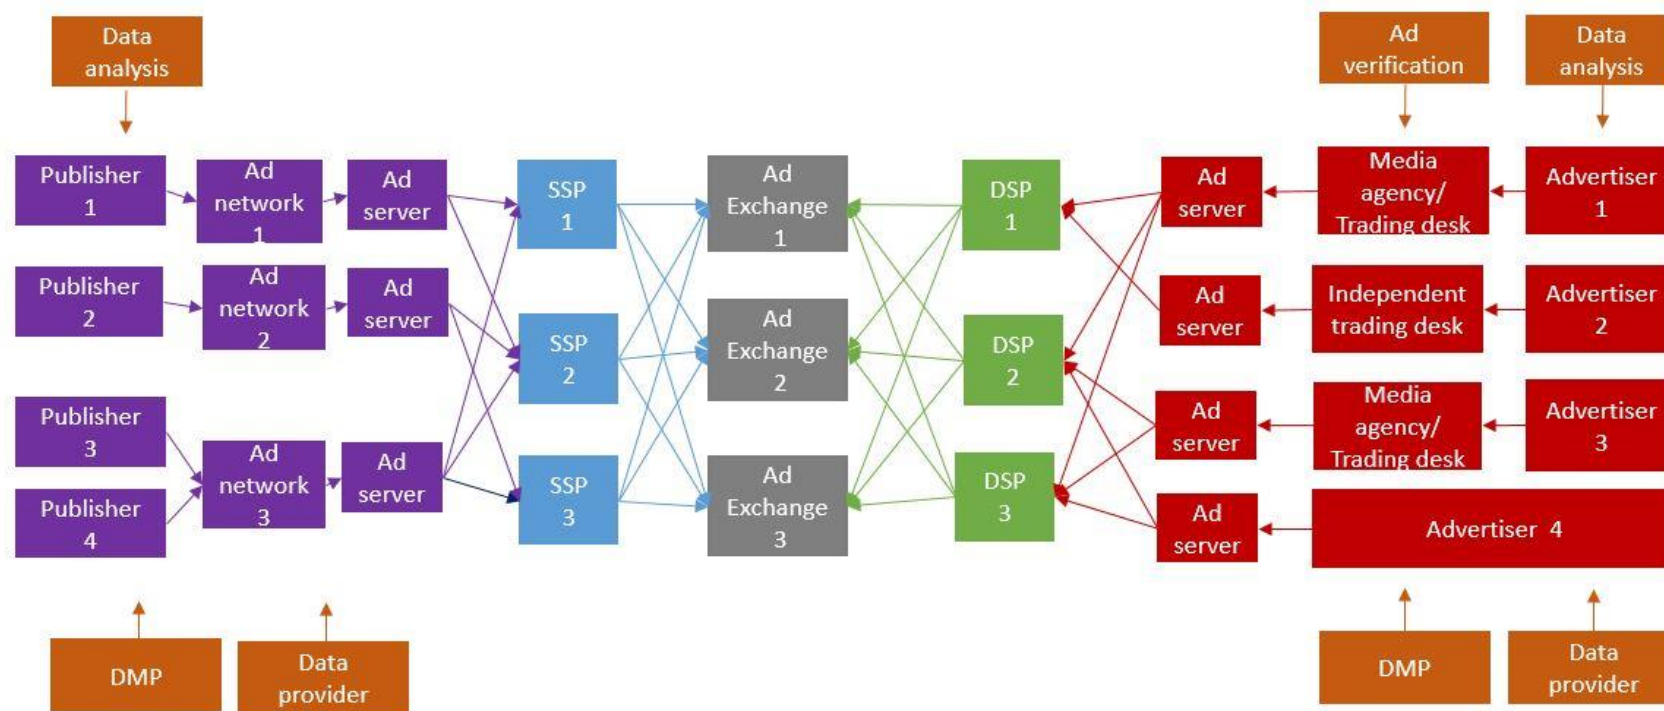 Data
analysis
Ad
verification
Data
analysis
Publisher
1
Ad
network
1
Ad
server
SSP
1
Ad
Exchange
1
DSP
1
Ad
server
Media
agency/
Trading desk
Advertiser
1
Publisher
2
Ad
network
2
Ad
server
SSP
2
Ad
Exchange
2
DSP
2
Ad
server
Independent
trading desk
Advertiser
2
Publisher
3
Publisher
4
Ad
network
3
Ad
server
SSP
3
Ad
Exchange
3
DSP
3
Ad
server
Media
agency/
Trading desk
Advertiser
3
Ad
server
Advertiser 4
DMP
Data
provider
DMP
Data
provider